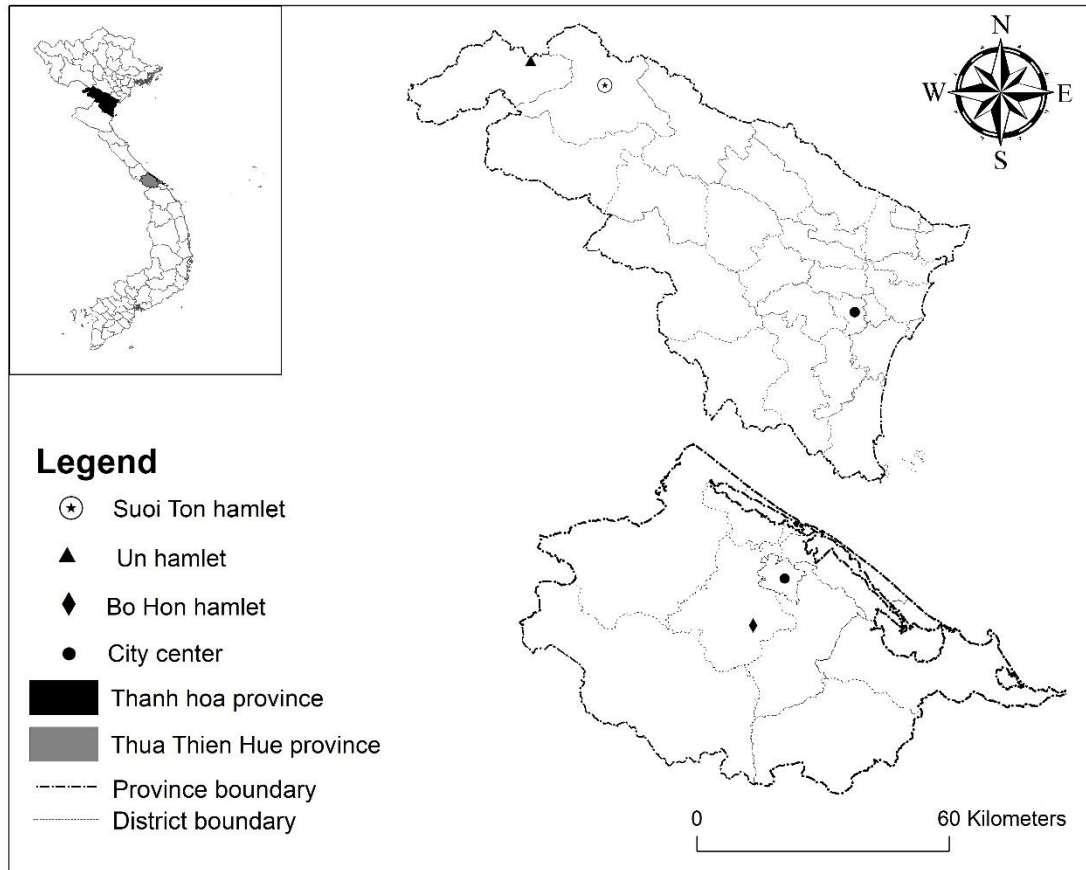 N
W E
S
Legend
Suoi Ton hamlet
Un hamlet
Bo Hon hamlet
City center
Thanh hoa province
Thua Thien Hue province
Province boundary
District boundary
0 60 Kilometers